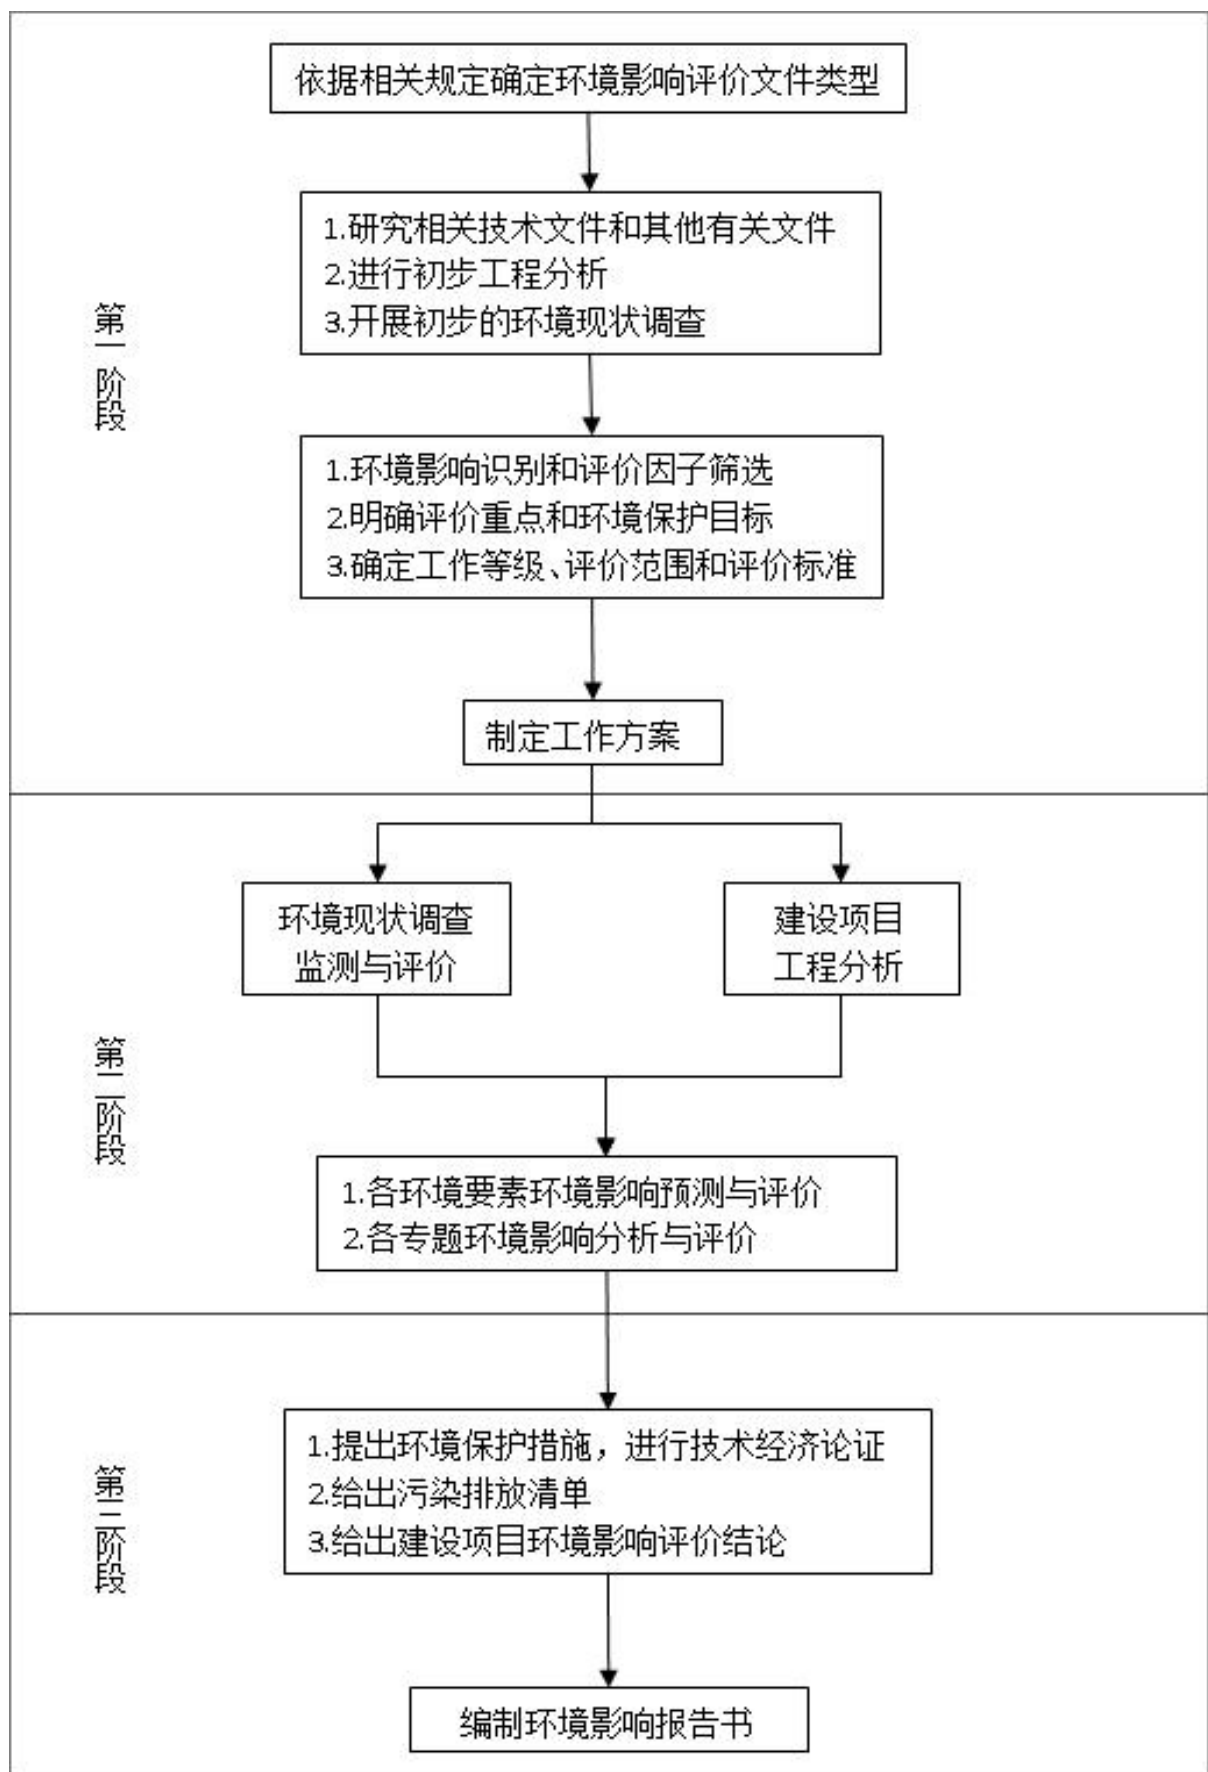 依据相关规定确定环境影响评价文件类型
1.研究相关技术文件和其他有关文件
2.进行初步工程分析
3.开展初步的环境现状调查
第一阶段
1.环境影响识别和评价因子筛选
2.明确评价重点和环境保护目标
3.确定工作等级、评价范围和评价标准
制定工作方案
环境现状调查
监测与评价
建设项目
工程分析
第二阶段
1.各环境要素环境影响预测与评价
2.各专题环境影响分析与评价
1.提出环境保护措施，进行技术经济论证
2.给出污染排放清单
3.给出建设项目环境影响评价结论
第三阶段
编制环境影响报告书